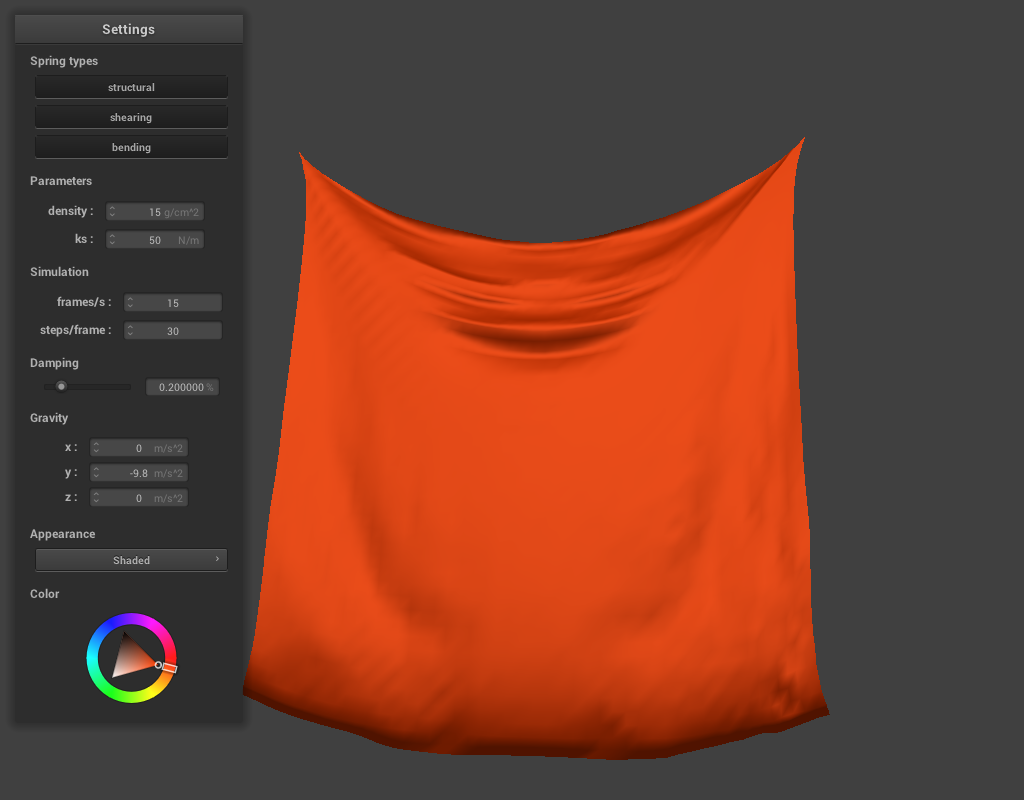 Settings
Spring types
structural
shearing
bending
Parameters
density : 15 g/cm^2
ks : 50 N/m
Simulation
frames/s : 15
steps/frame : 30
Damping
0.200000 %
Gravity
x : 0 m/s^2
y : -9.8 m/s^2
z : 0 m/s^2
Appearance
Shaded
Color